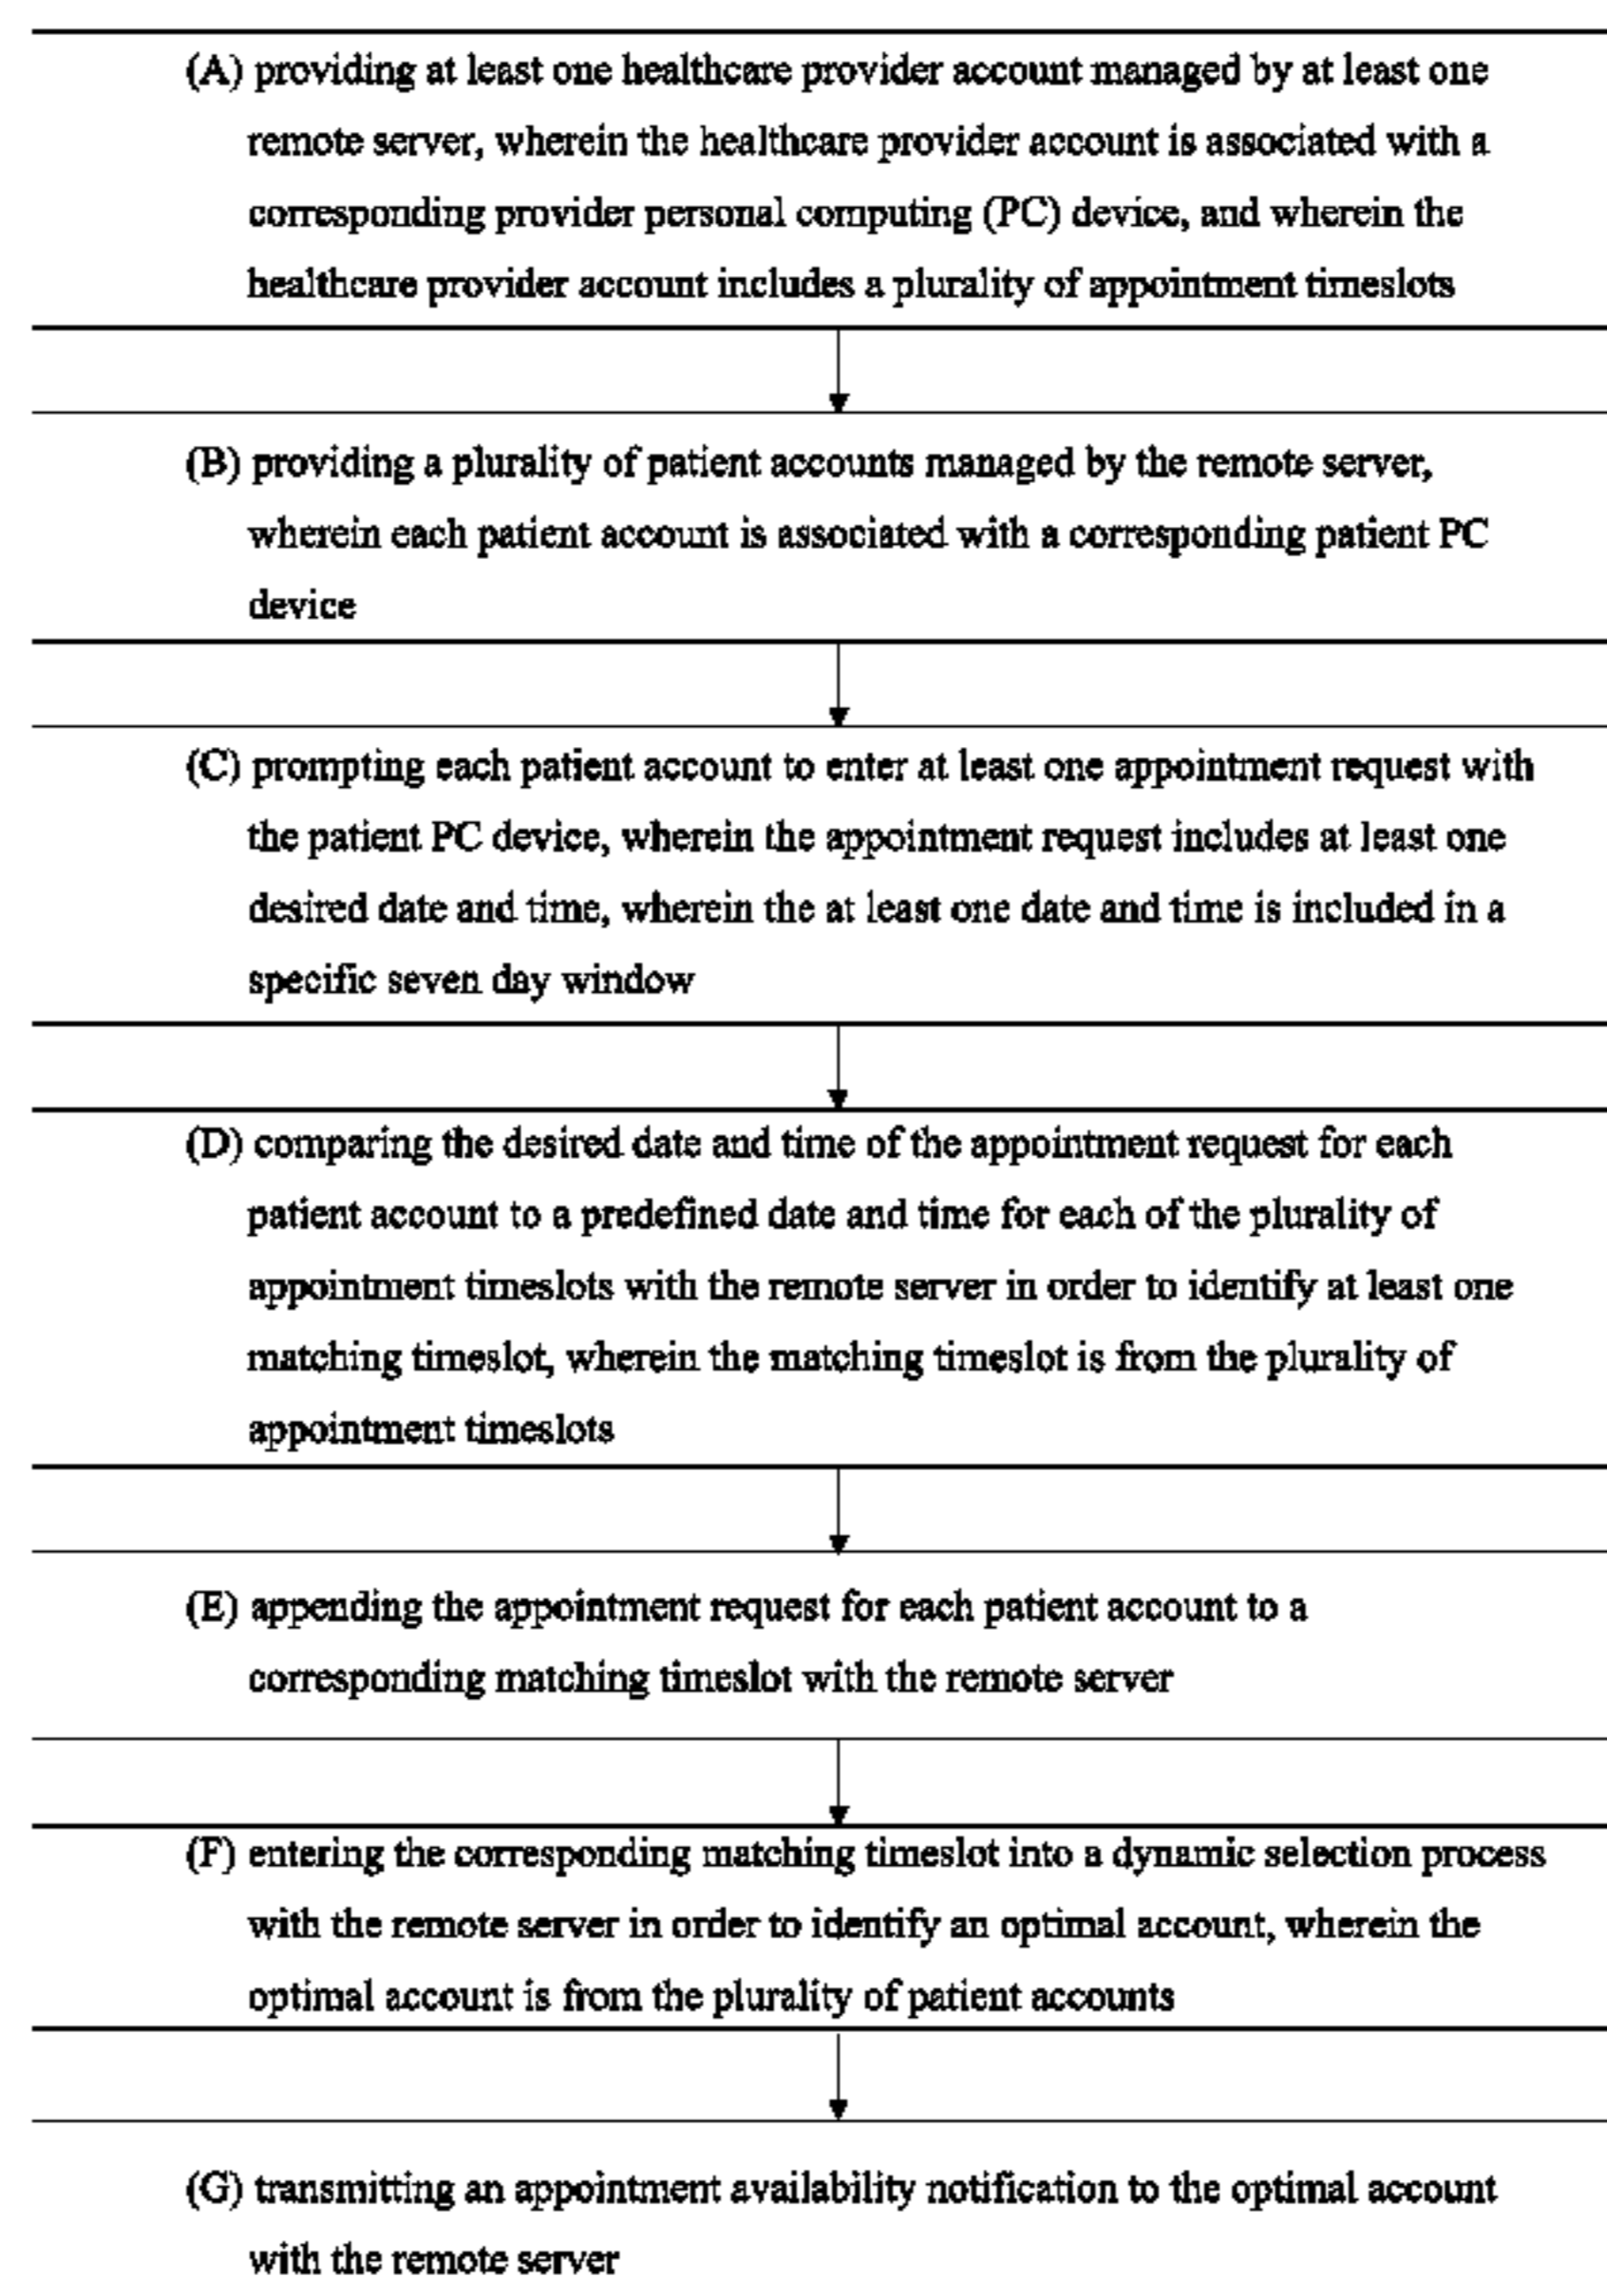 (A) providing at least one healthcare provider account managed by at least one
remote server, wherein the healthcare provider account is associated with a
corresponding provider personal computing (PC) device, and wherein the
healthcare provider account includes a plurality of appointment timeslots
(B) providing a plurality of patient accounts managed by the remote server,
wherein each patient account is associated with a corresponding patient PC
device
(C) prompting each patient account to enter at least one appointment request with
the patient PC device, wherein the appointment request includes at least one
desired date and time, wherein the at least one date and time is included in a
specific seven day window
(D) comparing the desired date and time of the appointment request for each
patient account to a predefined date and time for each of the plurality of
appointment timeslots with the remote server in order to identify at least one
matching timeslot, wherein the matching timeslot is from the plurality of
appointment timeslots
(E) appending the appointment request for each patient account to a
corresponding matching timeslot with the remote server
(F) entering the corresponding matching timeslot into a dynamic selection process
with the remote server in order to identify an optimal account, wherein the
optimal account is from the plurality of patient accounts
(G) transmitting an appointment availability notification to the optimal account
with the remote server